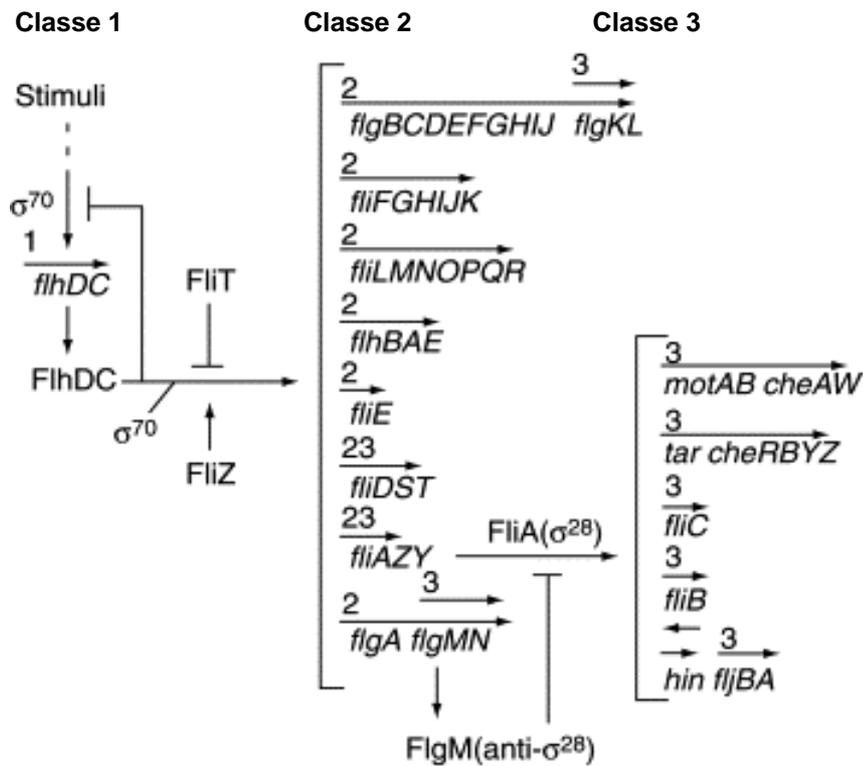 Classe 1 Classe 2 Classe 3
Stimuli
σ70
1
flhDC
FlhDC
σ70
FliT
FliZ
3
2
flgBCDEFGHIJ flgKL
2
fliFGHIJK
2
fliLMNOPQR
2
flhBAE
2
fliE
23
fliDST
23
fliAZY
3
2
flgA flgMN
FlgM(anti-σ28)
FliA(σ28)
3
motAB cheAW
3
tar cheRBYZ
3
fliC
3
fliB
3
hin fljBA